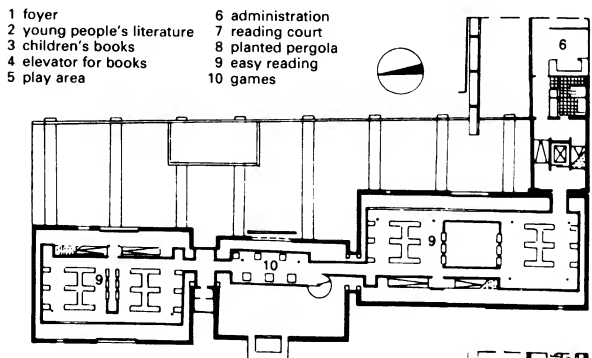 1 foyer
2 young people's literature
3 children's books
4 elevator for books
5 play area
6 administration
7 reading court
8 planted pergola
9 easy reading
10 games
6
9
10
9